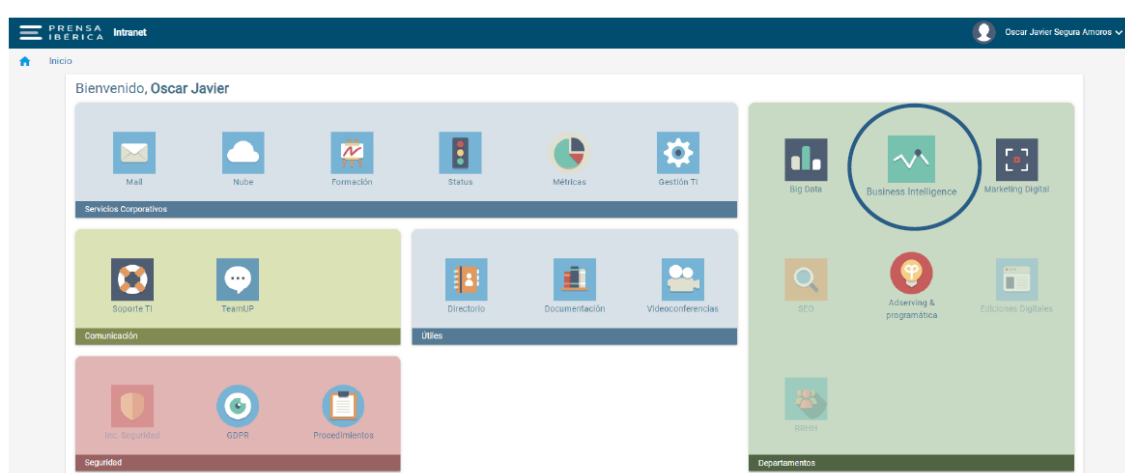 PRENSA
IBÉRICA
Intranet
Oscar Javier Segura Amoros
Inicio
Bienvenido, Oscar Javier
Mail
Nube
Formación
Status
Métricas
Gestión TI
Servicios Corporativos
Big Data
Business Intelligence
Marketing Digital
SEO
Adserving &
programática
Ediciones Digitales
RRHH
Departamentos
Soporte TI
TeamUP
Comunicación
Directorio
Documentación
Videoconferencias
Útiles
Inc. Seguridad
GDPR
Procedimientos
Seguridad